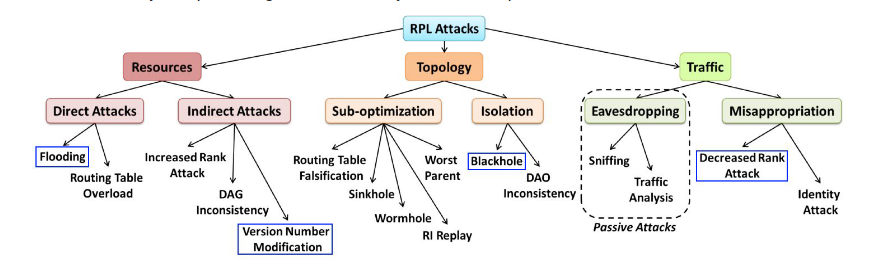 RPL Attacks
Resources
Topology
Traffic
Direct Attacks
Indirect Attacks
Sub-optimization
Isolation
Eavesdropping
Misappropriation
Flooding
Routing Table
Overload
Increased Rank
Attack
DAG
Inconsistency
Version Number
Modification
Routing Table
Falsification
Sinkhole
Wormhole
RI Replay
Worst
Parent
Blackhole
DAO
Inconsistency
Sniffing
Traffic
Analysis
Passive Attacks
Decreased Rank
Attack
Identity
Attack